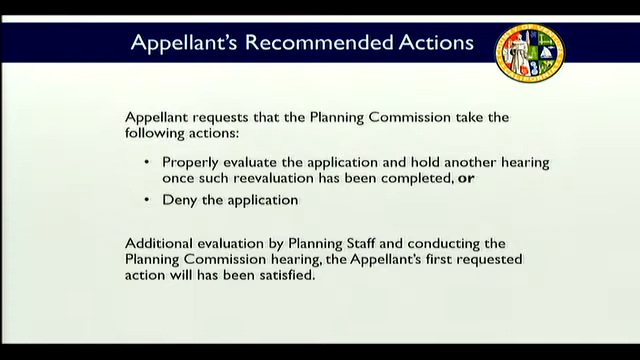 Appellant's Recommended Actions
Appellant requests that the Planning Commission take the
following actions:
• Properly evaluate the application and hold another hearing
once such reevaluation has been completed, or
• Deny the application
Additional evaluation by Planning Staff and conducting the
Planning Commission hearing, the Appellant's first requested
action will has been satisfied.